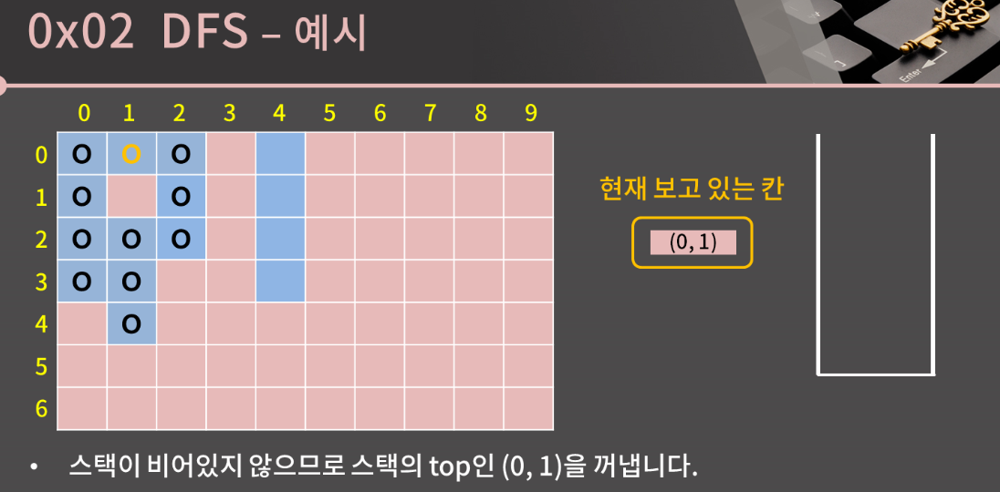 0x02 DFS – 예시
0 1 2 3 4 5 6 7 8 9
0 O O O
1 O O
2 O O O
3 O O
4 O
5
6
현재 보고 있는 칸
(0, 1)
• 스택이 비어있지 않으므로 스택의 top인 (0, 1)을 꺼냅니다.
Enter
]